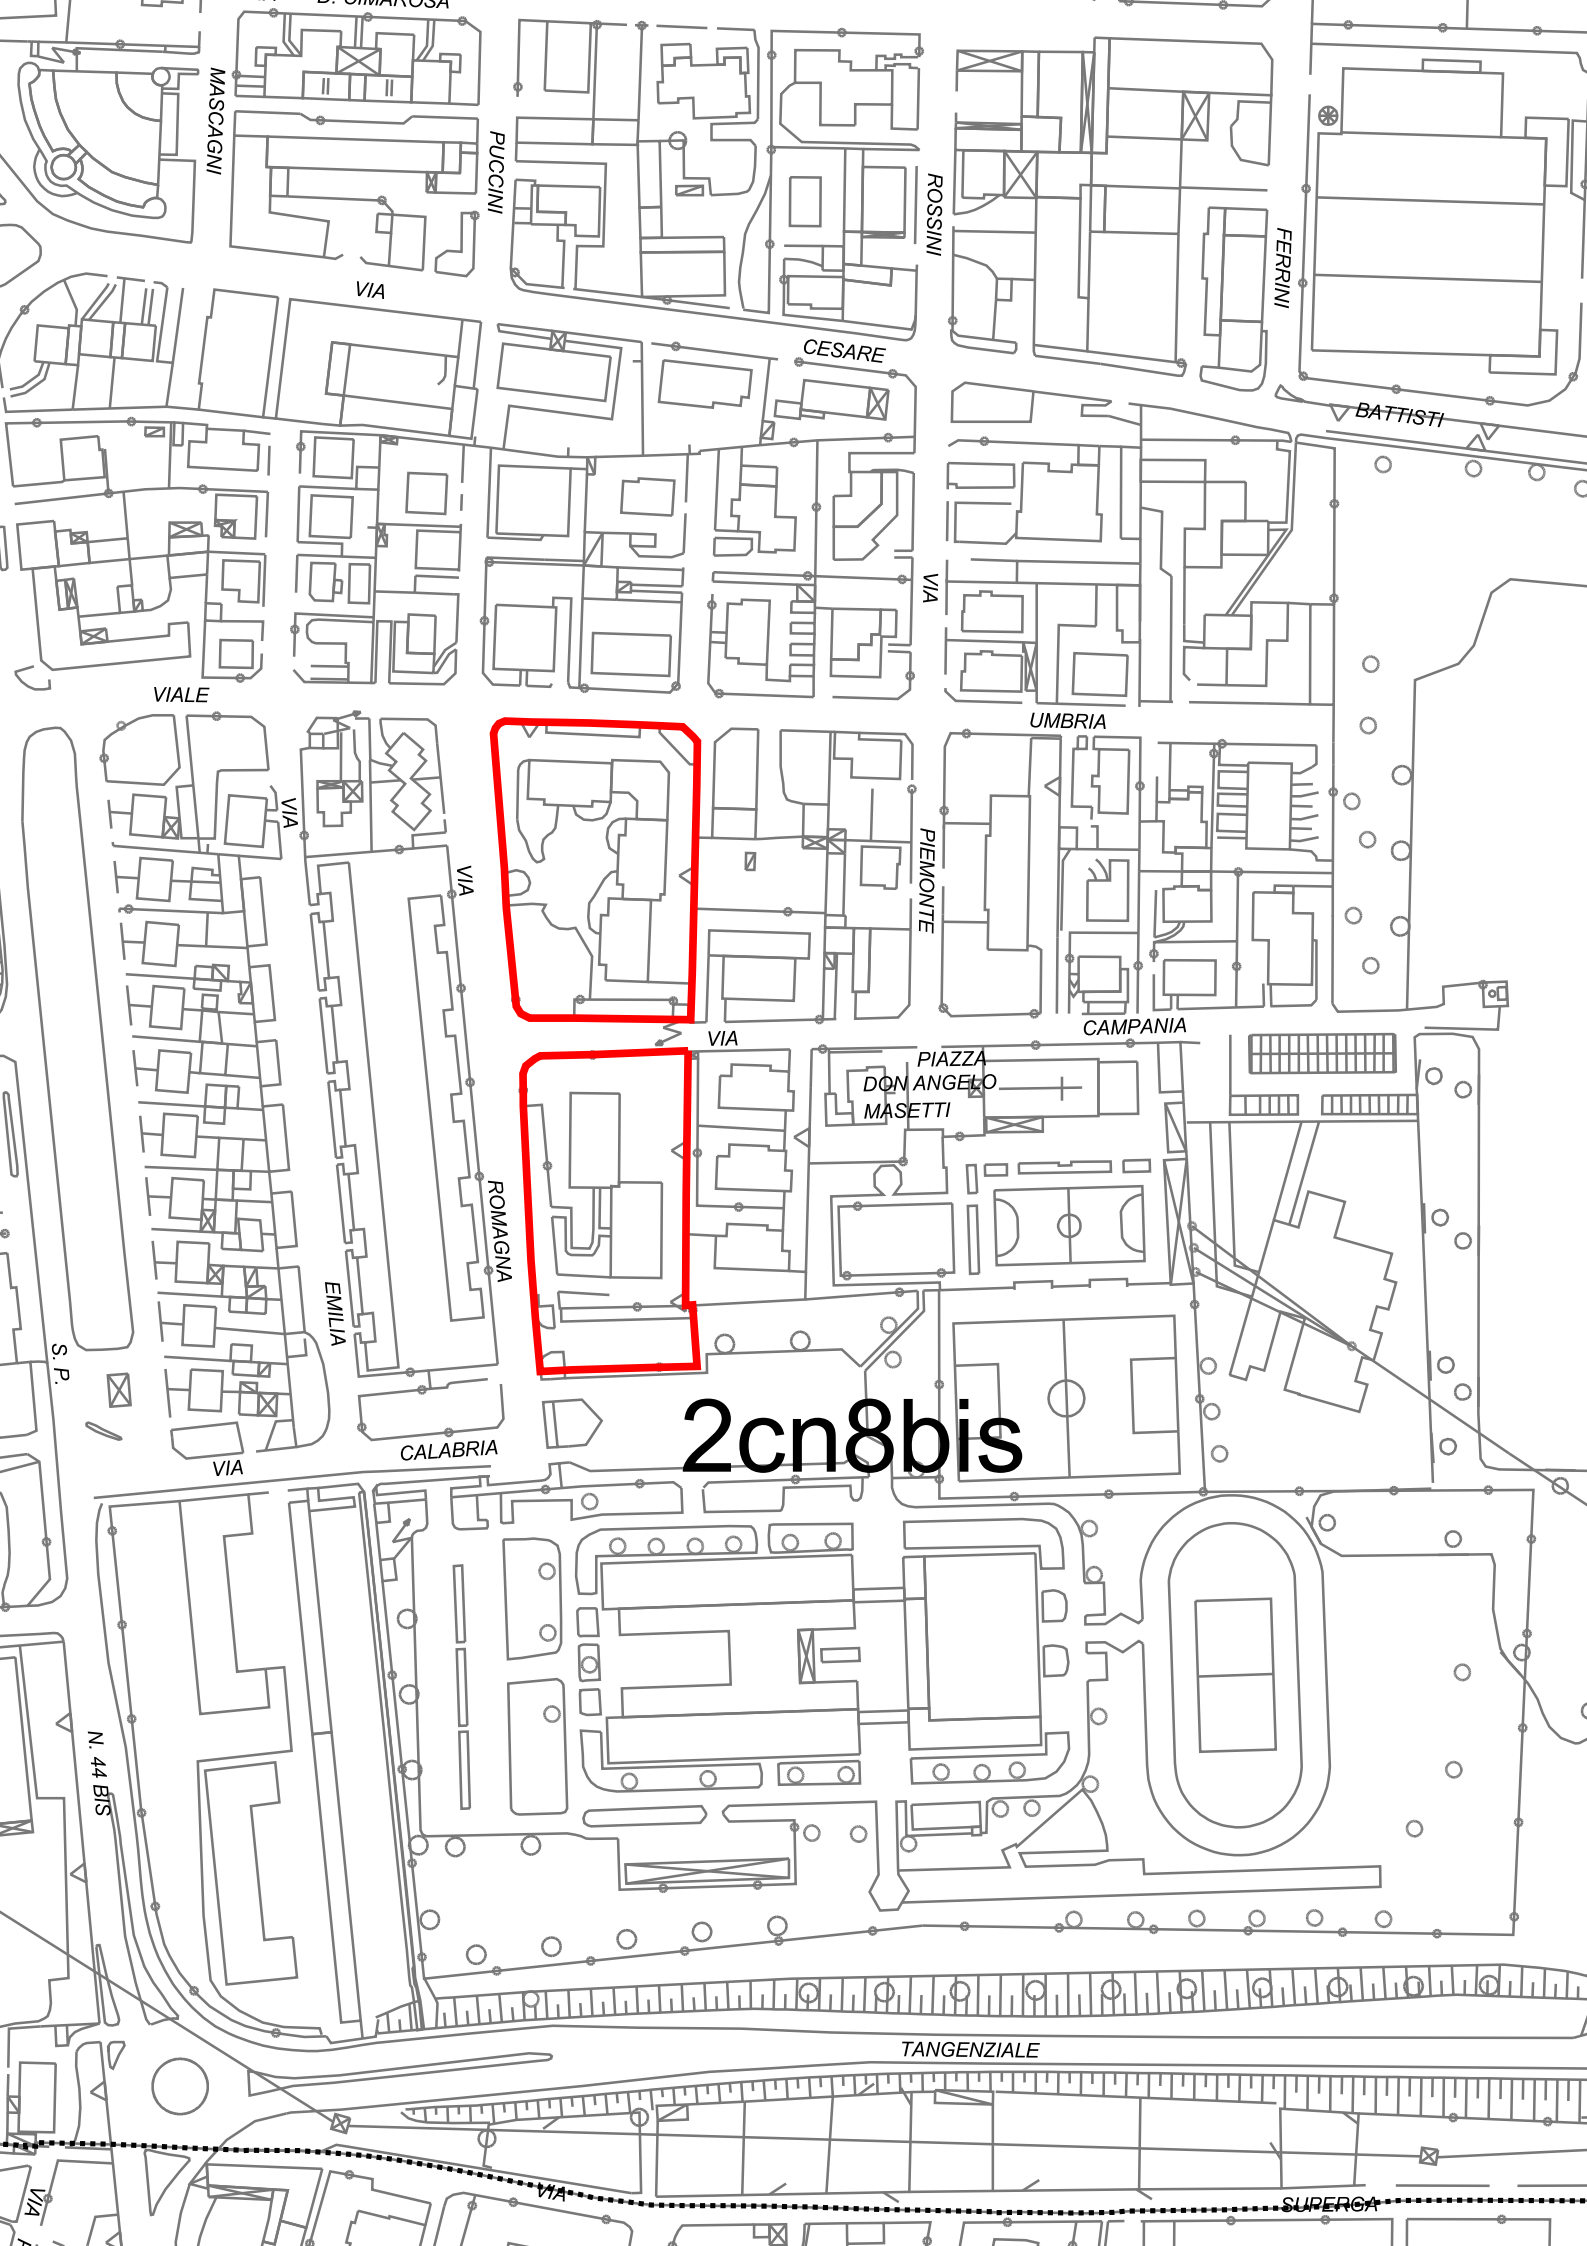 D. CIMAROSA
MASCAGNI
PUCCINI
ROSSINI
FERRINI
VIA
CESARE
BATTISTI
VIA
VIALE
UMBRIA
VIA
VIA
PIEMONTE
VIA
CAMPANIA
PIAZZA
DON ANGELO
MASETTI
ROMAGNA
EMILIA
S. P.
2cn8bis
CALABRIA
VIA
N. 44 BIS
TANGENZIALE
VIA
SUPERGA
VIA